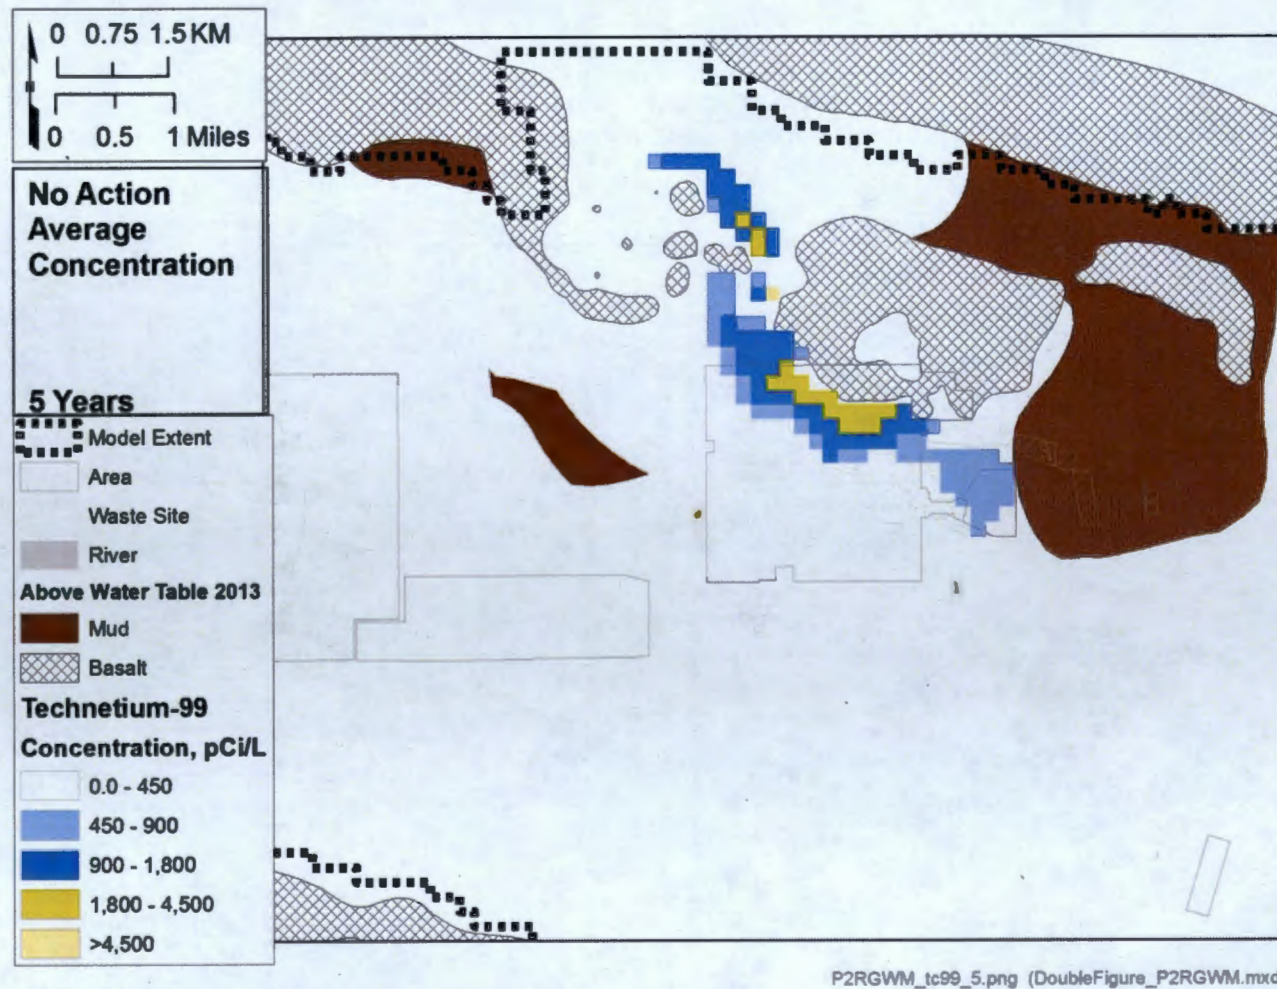 0 0.75 1.5 KM
0 0.5 1 Miles
No Action
Average
Concentration
5 Years
Model Extent
Area
Waste Site
River
Above Water Table 2013
Mud
Basalt
Technetium-99
Concentration, pCi/L
0.0 - 450
450 - 900
900 - 1,800
1,800 - 4,500
>4,500
P2RGWM_tc99_5.png (DoubleFigure_P2RGWM.mxd